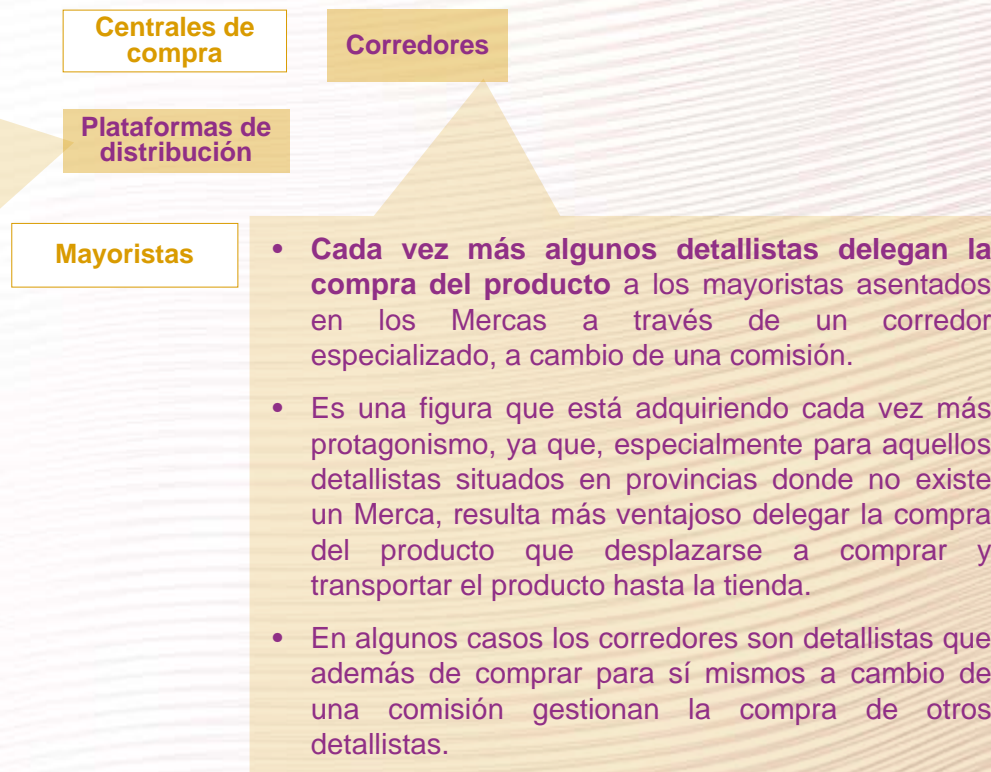 Centrales de
compra
Corredores
Plataformas de
distribución
Mayoristas
• Cada vez más algunos detallistas delegan la
compra del producto a los mayoristas asentados
en los Mercas a través de un corredor
especializado, a cambio de una comisión.
• Es una figura que está adquiriendo cada vez más
protagonismo, ya que, especialmente para aquellos
detallistas situados en provincias donde no existe
un Merca, resulta más ventajoso delegar la compra
del producto que desplazarse a comprar y
transportar el producto hasta la tienda.
• En algunos casos los corredores son detallistas que
además de comprar para sí mismos a cambio de
una comisión gestionan la compra de otros
detallistas.